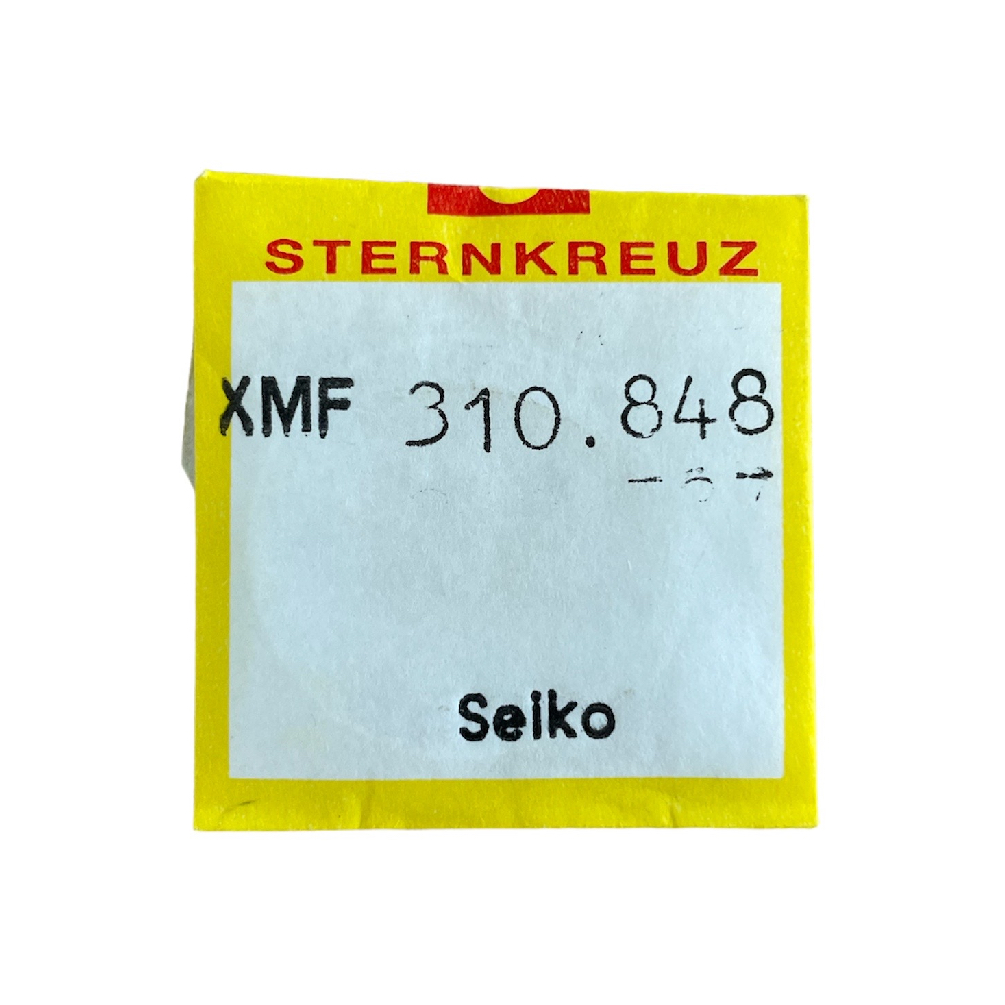 STERNKREUZ
XMF 310.848
Seiko